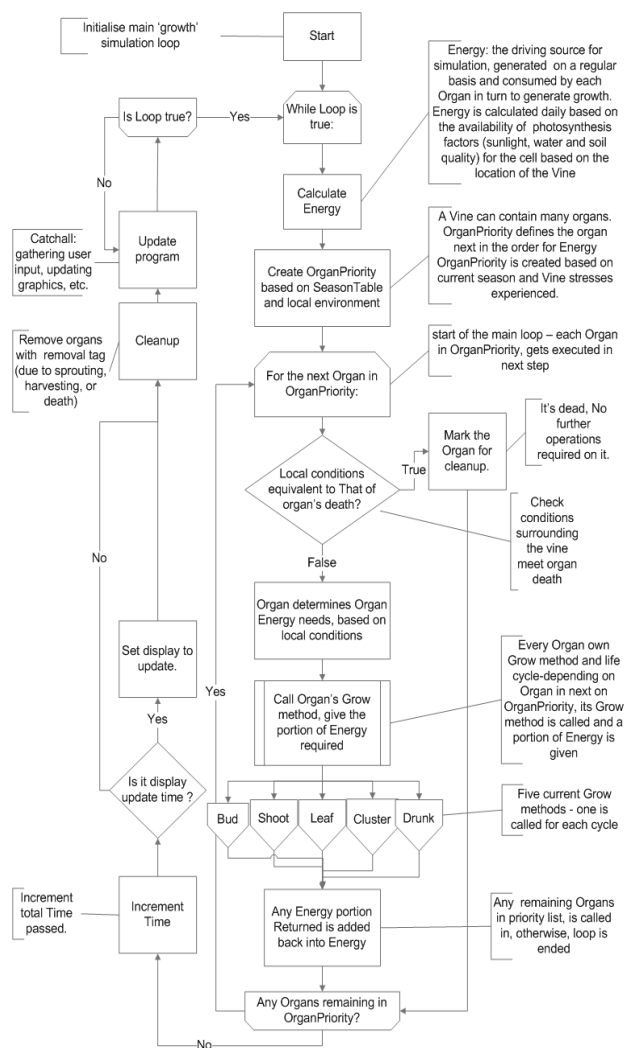 Initialise main ‘growth’
simulation loop
Start
Energy: the driving source for
simulation, generated  on a regular
basis and consumed by each
Organ in turn to generate growth.
Energy is calculated daily based on
the availability of  photosynthesis
factors (sunlight, water and soil
quality) for the cell based on the
location of the Vine
Is Loop true?
Yes
While Loop is
true:
No
Calculate
Energy
Catchall:
gathering user
input, updating
graphics, etc.
Update
program
A Vine can contain many organs.
OrganPriority defines the organ
next in the order for Energy
OrganPriority is created based on
current season and Vine stresses
experienced.
Create OrganPriority
based on SeasonTable
and local environment
Remove organs
with removal tag
(due to sprouting,
harvesting, or
death)
Cleanup
start of the main loop – each Organ
in OrganPriority, gets executed in
next step
For the next Organ in
OrganPriority:
Mark the
Organ for
cleanup.
It’s dead, No
further
operations
required on it.
True
Local conditions
equivalent to That of
organ’s death?
Check
conditions
surrounding
the vine
meet organ
death
No
False
Organ determines Organ
Energy needs, based on
local conditions
Set display to
update.
Yes
Call Organ’s Grow
method, give the
portion of Energy
required
Every Organ own
Grow method and life
cycle-depending on
Organ in next on
OrganPriority, its Grow
method is called and a
portion of Energy is
given
Yes
Is it display
update time ?
Bud
Shoot
Leaf
Cluster
Drunk
Five current Grow
methods - one is
called for each cycle
Increment
total Time
passed.
Increment
Time
Any Energy portion
Returned is added
back into Energy
Any  remaining Organs
in priority list, is called
in, otherwise, loop is
ended
Any Organs remaining in
OrganPriority?
No